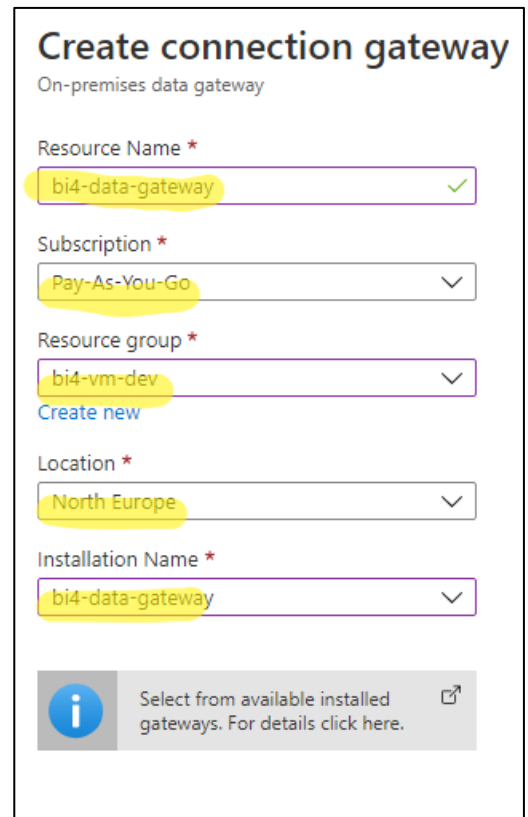 Create connection gateway
On-premises data gateway
Resource Name *
bi4-data-gateway
Subscription *
Pay-As-You-Go
Resource group *
bi4-vm-dev
Create new
Location *
North Europe
Installation Name *
bi4-data-gateway
Select from available installed
gateways. For details click here.